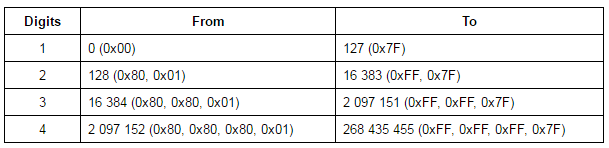 Digits From To
1 0 (0x00) 127 (0x7F)
2 128 (0x80, 0x01) 16 383 (0xFF, 0x7F)
3 16 384 (0x80, 0x80, 0x01) 2 097 151 (0xFF, 0xFF, 0x7F)
4 2 097 152 (0x80, 0x80, 0x80, 0x01) 268 435 455 (0xFF, 0xFF, 0xFF, 0x7F)